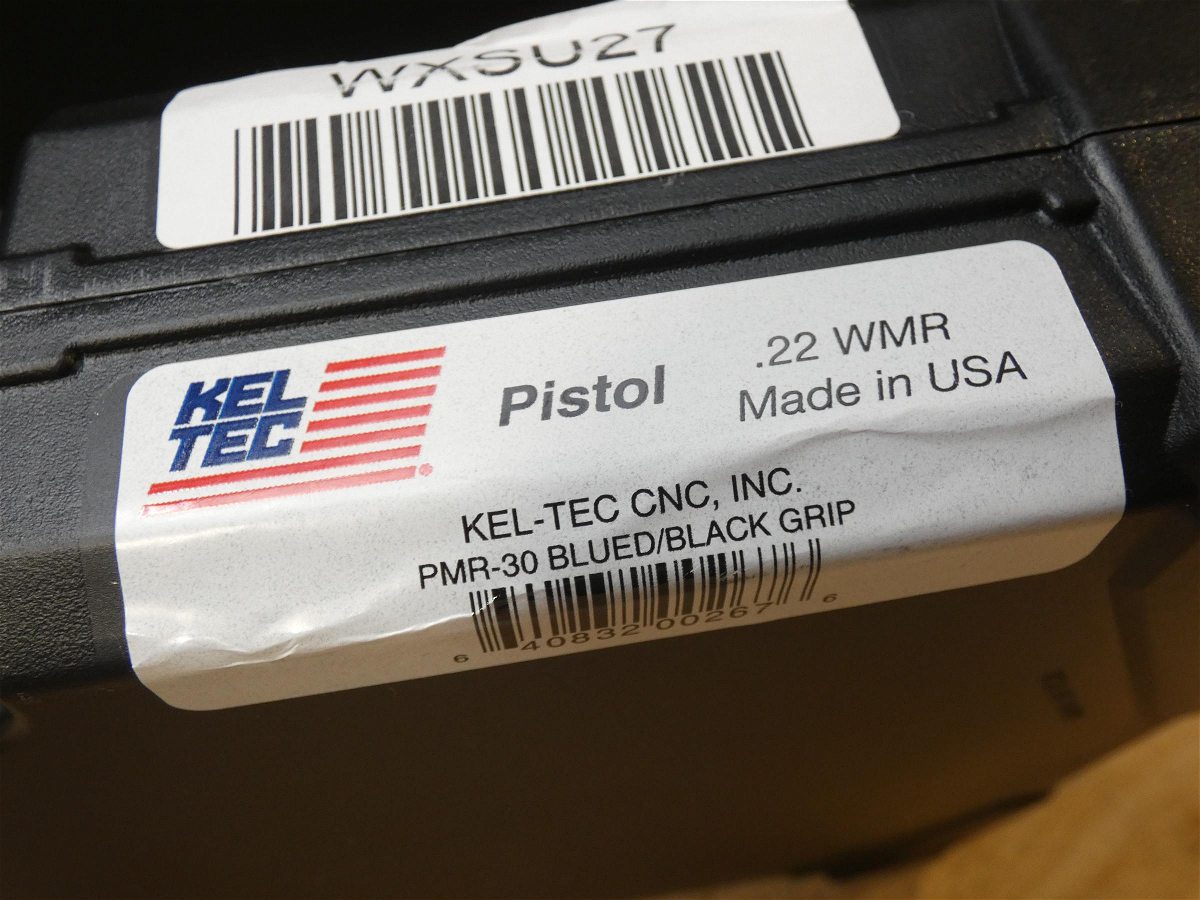 WXSU27
KEL
TEC
Pistol
.22 WMR
Made in USA
KEL-TEC CNC, INC.
PMR-30 BLUED/BLACK GRIP
6 40832 00267 6